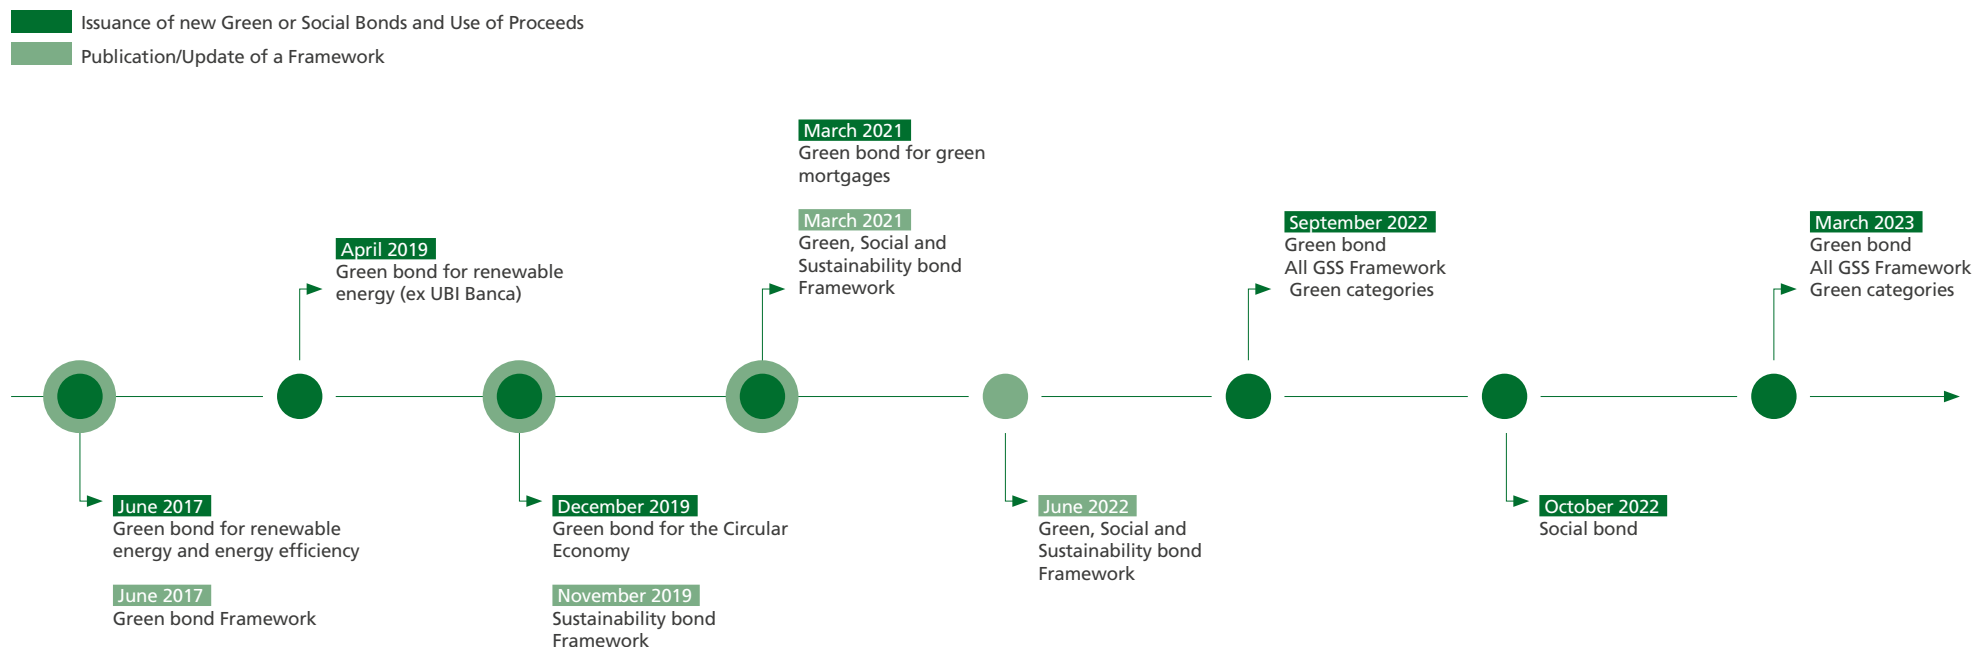 Issuance of new Green or Social Bonds and Use of Proceeds
Publication/Update of a Framework
June 2017
Green bond for renewable
energy and energy efficiency
June 2017
Green bond Framework
April 2019
Green bond for renewable
energy (ex UBI Banca)
December 2019
Green bond for the Circular
Economy
November 2019
Sustainability bond
Framework
March 2021
Green bond for green
mortgages
March 2021
Green, Social and
Sustainability bond
Framework
June 2022
Green, Social and
Sustainability bond
Framework
September 2022
Green bond
All GSS Framework
Green categories
October 2022
Social bond
March 2023
Green bond
All GSS Framework
Green categories